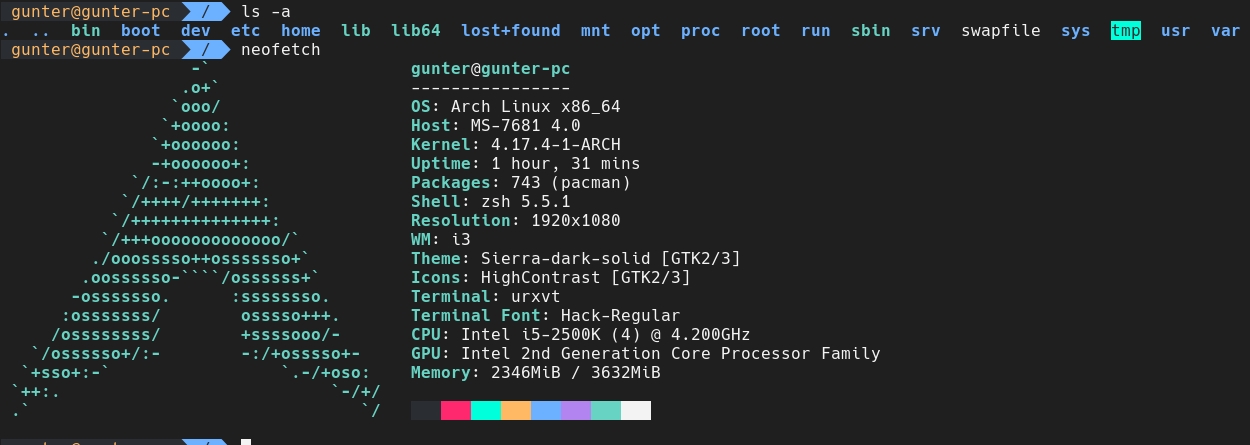 gunter@gunter-pc / ls -a
. .. bin boot dev etc home lib lib64 lost+found mnt opt proc root run sbin srv swapfile sys tmp usr var
gunter@gunter-pc / neofetch
-` gunter@gunter-pc
.o+` ----------------
`ooo/ OS: Arch Linux x86_64
`+oooo: Host: MS-7681 4.0
`+oooooo: Kernel: 4.17.4-1-ARCH
-+oooooo+: Uptime: 1 hour, 31 mins
`/:-:++oooo+: Packages: 743 (pacman)
`/++++/+++++++: Shell: zsh 5.5.1
`/++++++++++++++: Resolution: 1920x1080
`/+++ooooooooooooo/` WM: i3
./ooosssso++osssssso+` Theme: Sierra-dark-solid [GTK2/3]
.oossssso-````/ossssss+` Icons: HighContrast [GTK2/3]
-osssssso. :ssssssso. Terminal: urxvt
:osssssss/ osssso+++. Terminal Font: Hack-Regular
/ossssssss/ +ssssooo/- CPU: Intel i5-2500K (4) @ 4.200GHz
`/ossssso+/:- -:/+osssso+- GPU: Intel 2nd Generation Core Processor Family
`+sso+:-` `.-/+oso: Memory: 2346MiB / 3632MiB
`++:. `-/+/
.` `/
gunter@gunter-pc /